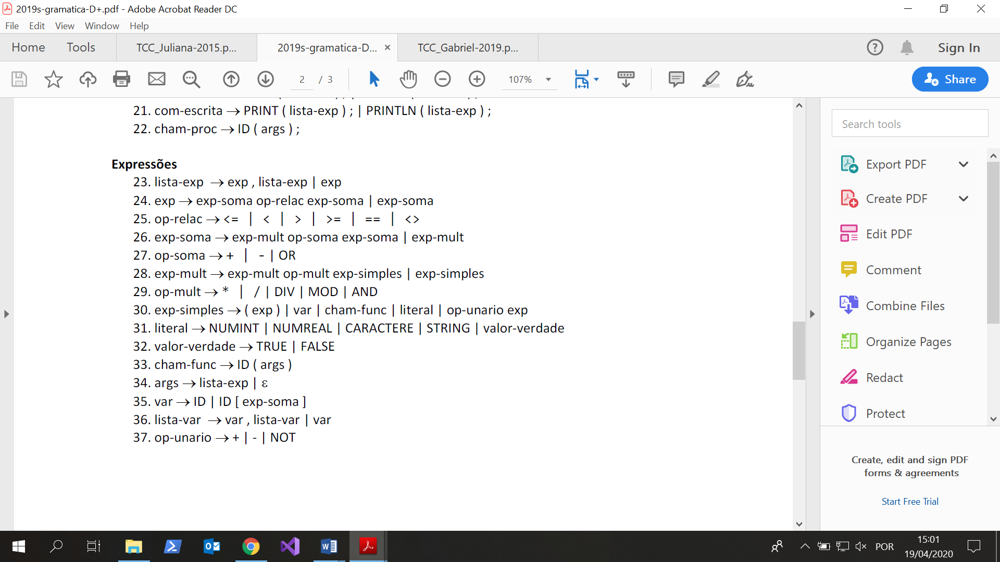 2019s-gramatica-D+.pdf - Adobe Acrobat Reader DC
File Edit View Window Help
Home Tools TCC_Juliana-2015.p... 2019s-gramatica-D... × TCC_Gabriel-2019.p... Sign In
2 / 3 107% Share
21. com-escrita → PRINT ( lista-exp ) ; | PRINTLN ( lista-exp ) ;
22. cham-proc → ID ( args ) ;
Expressões
23. lista-exp → exp , lista-exp | exp
24. exp → exp-soma op-relac exp-soma | exp-soma
25. op-relac → <= | < | > | >= | == | <>
26. exp-soma → exp-mult op-soma exp-soma | exp-mult
27. op-soma → + | - | OR
28. exp-mult → exp-mult op-mult exp-simples | exp-simples
29. op-mult → * | / | DIV | MOD | AND
30. exp-simples → ( exp ) | var | cham-func | literal | op-unario exp
31. literal → NUMINT | NUMREAL | CARACTERE | STRING | valor-verdade
32. valor-verdade → TRUE | FALSE
33. cham-func → ID ( args )
34. args → lista-exp | ε
35. var → ID | ID [ exp-soma ]
36. lista-var → var , lista-var | var
37. op-unario → + | - | NOT
Search tools
Export PDF
Create PDF
Edit PDF
Comment
Combine Files
Organize Pages
Redact
Protect
Create, edit and sign PDF
forms & agreements
Start Free Trial
POR
15:01
19/04/2020